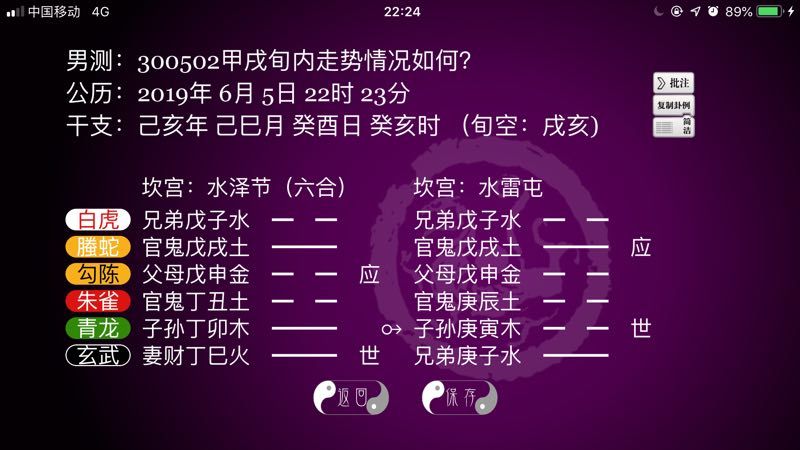 中国移动 4G 22:24 89%
男测：300502甲戌旬内走势情况如何？
公历：2019年 6月 5日 22时 23分
干支：己亥年 己巳月 癸酉日 癸亥时 （旬空：戌亥)
批注
复制卦例
简洁
坎宫：水泽节（六合） 坎宫：水雷屯
白虎 兄弟戊子水 兄弟戊子水
螣蛇 官鬼戊戌土 官鬼戊戌土 应
勾陈 父母戊申金 应 父母戊申金
朱雀 官鬼丁丑土 官鬼庚辰土
青龙 子孙丁卯木 子孙庚寅木 世
玄武 妻财丁巳火 世 兄弟庚子水
返回 保存